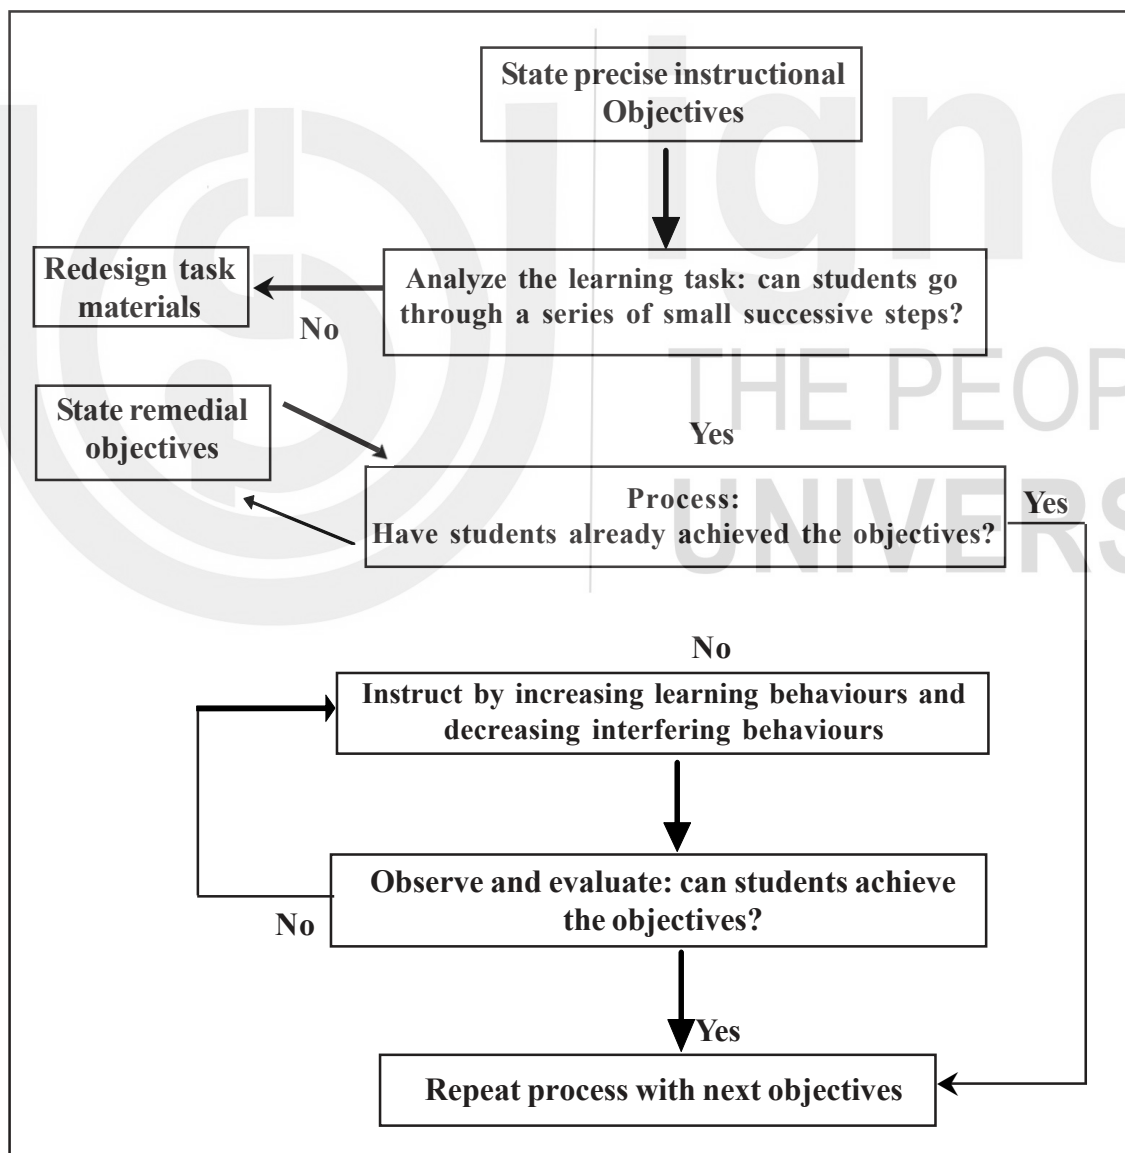 State precise instructional
Objectives
Analyze the learning task: can students go
through a series of small successive steps?
Redesign task
materials
No
State remedial
objectives
Yes
Process:
Have students already achieved the objectives?
Yes
No
Instruct by increasing learning behaviours and
decreasing interfering behaviours
Observe and evaluate: can students achieve
the objectives?
No
Yes
Repeat process with next objectives
igno
THE PEOP
UNIVERS